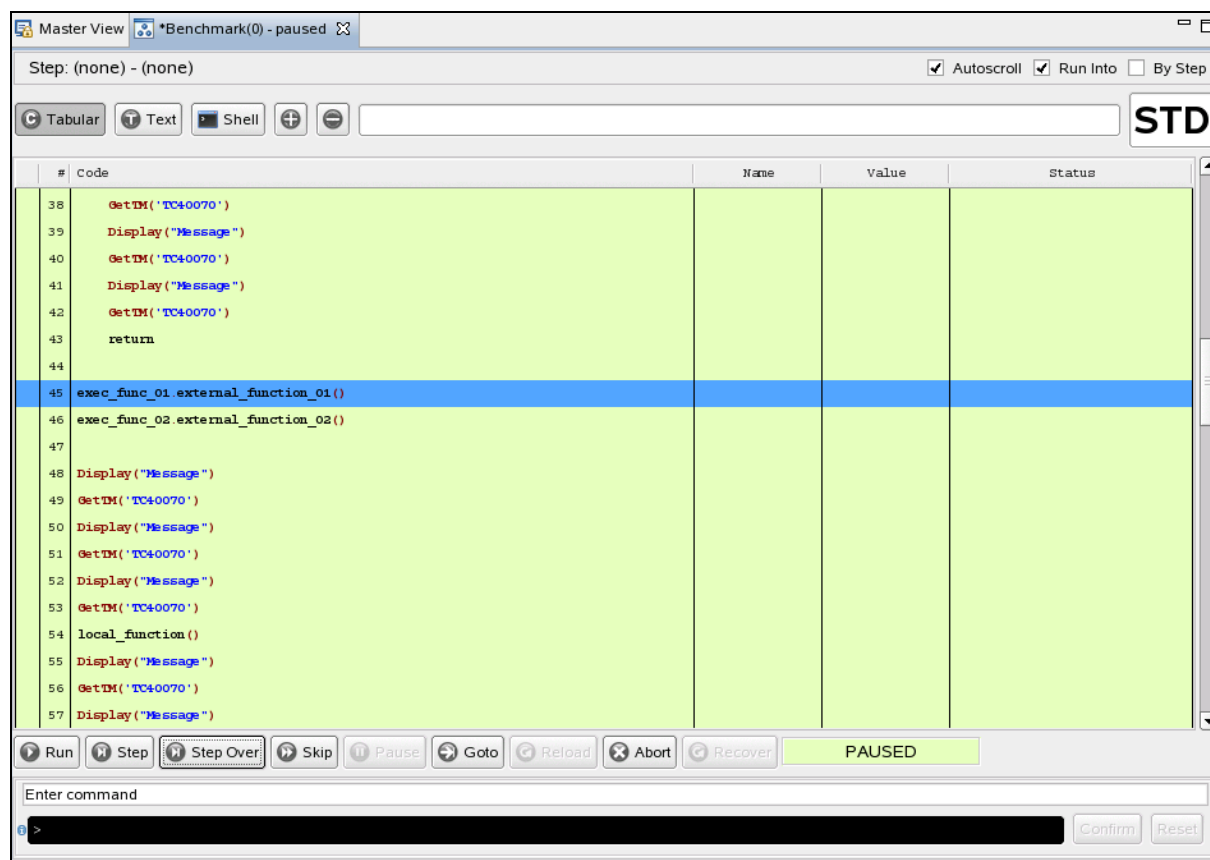 Master View *Benchmark(0) - paused
Step: (none) - (none) Autoscroll Run Into By Step
Tabular Text Shell STD
# Code Name Value Status
38 GetTM('TC40070')
39 Display("Message")
40 GetTM('TC40070')
41 Display("Message")
42 GetTM('TC40070')
43 return
44
45 exec_func_01.external_function_01()
46 exec_func_02.external_function_02()
47
48 Display("Message")
49 GetTM('TC40070')
50 Display("Message")
51 GetTM('TC40070')
52 Display("Message")
53 GetTM('TC40070')
54 local_function()
55 Display("Message")
56 GetTM('TC40070')
57 Display("Message")
Run Step Step Over Skip Pause Goto Reload Abort Recover PAUSED
Enter command
> Confirm Reset